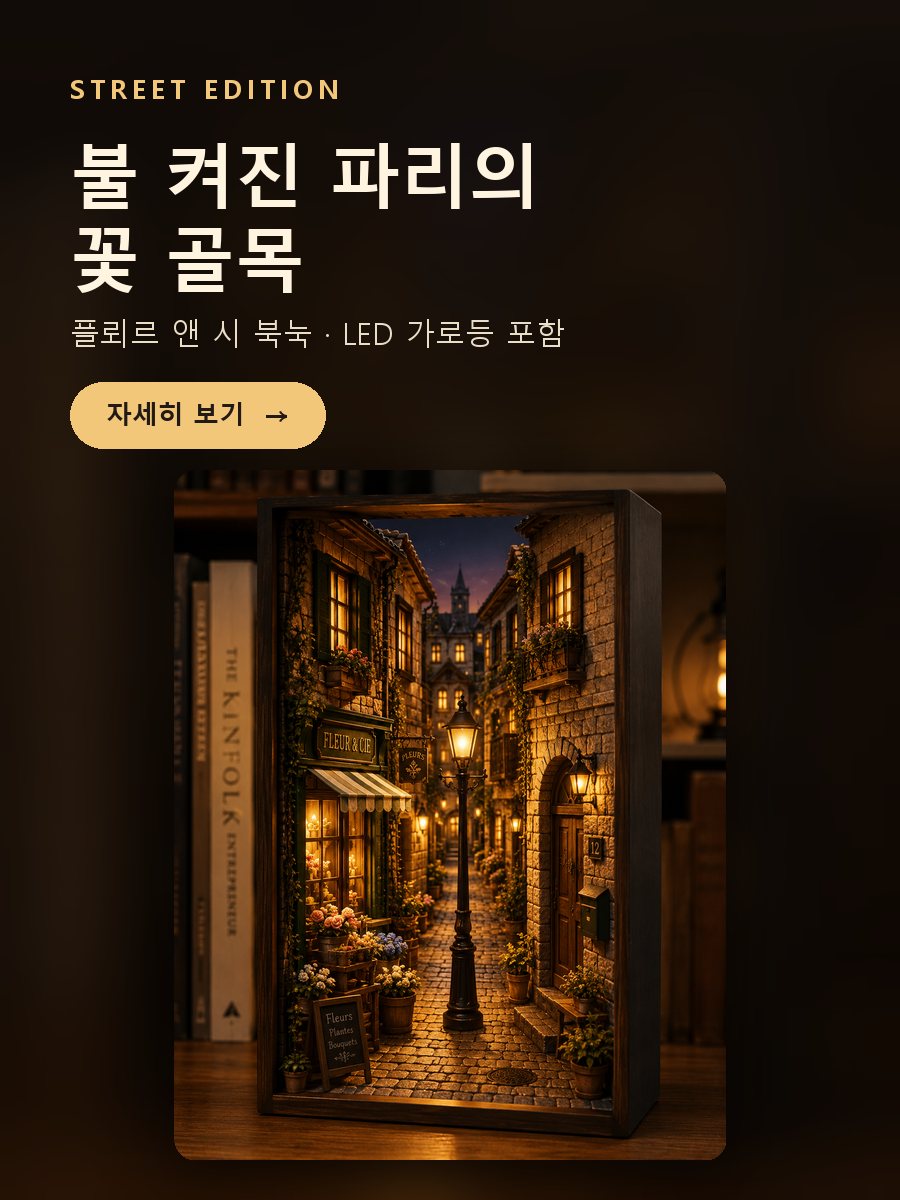 STREET EDITION
불 켜진 파리의
꽃 골목
플뢰르 앤 시 북눅 · LED 가로등 포함
자세히 보기 →
FLEUR & CIE
FLEURS
THE KINFOLK ENTREPRENEUR
12
Fleurs
Plantes
Bouquets